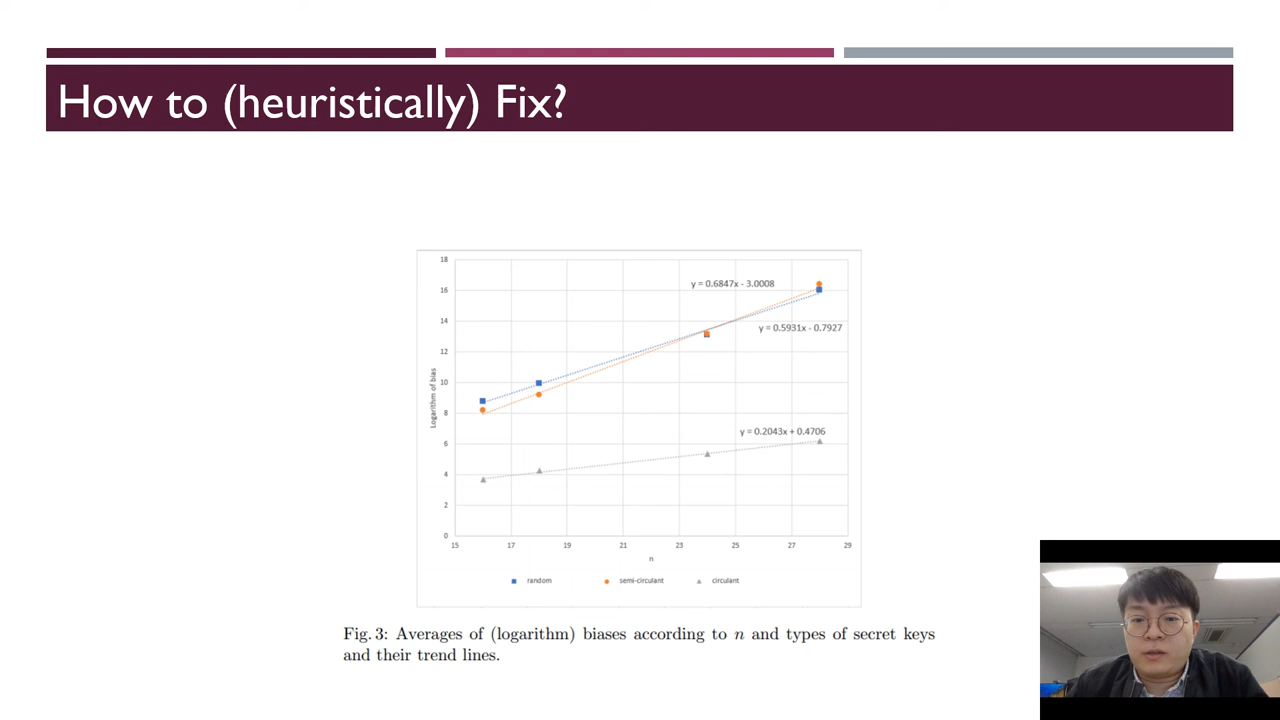 How to (heuristically) Fix?
18
16
14
12
10
8
6
4
2
0
Logarithm of bias
y = 0.6847x - 3.0008
y = 0.5931x - 0.7927
y = 0.2043x + 0.4706
15 17 19 21 23 25 27 29
n
random semi-circulant circulant
Fig. 3: Averages of (logarithm) biases according to n and types of secret keys
and their trend lines.